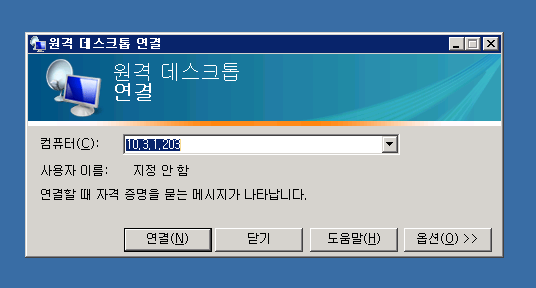 원격 데스크톱 연결
원격 데스크톱
연결
컴퓨터(C):
10.3.1.203
사용자 이름: 지정 안 함
연결할 때 자격 증명을 묻는 메시지가 나타납니다.
연결(N)
닫기
도움말(H)
옵션(O) >>